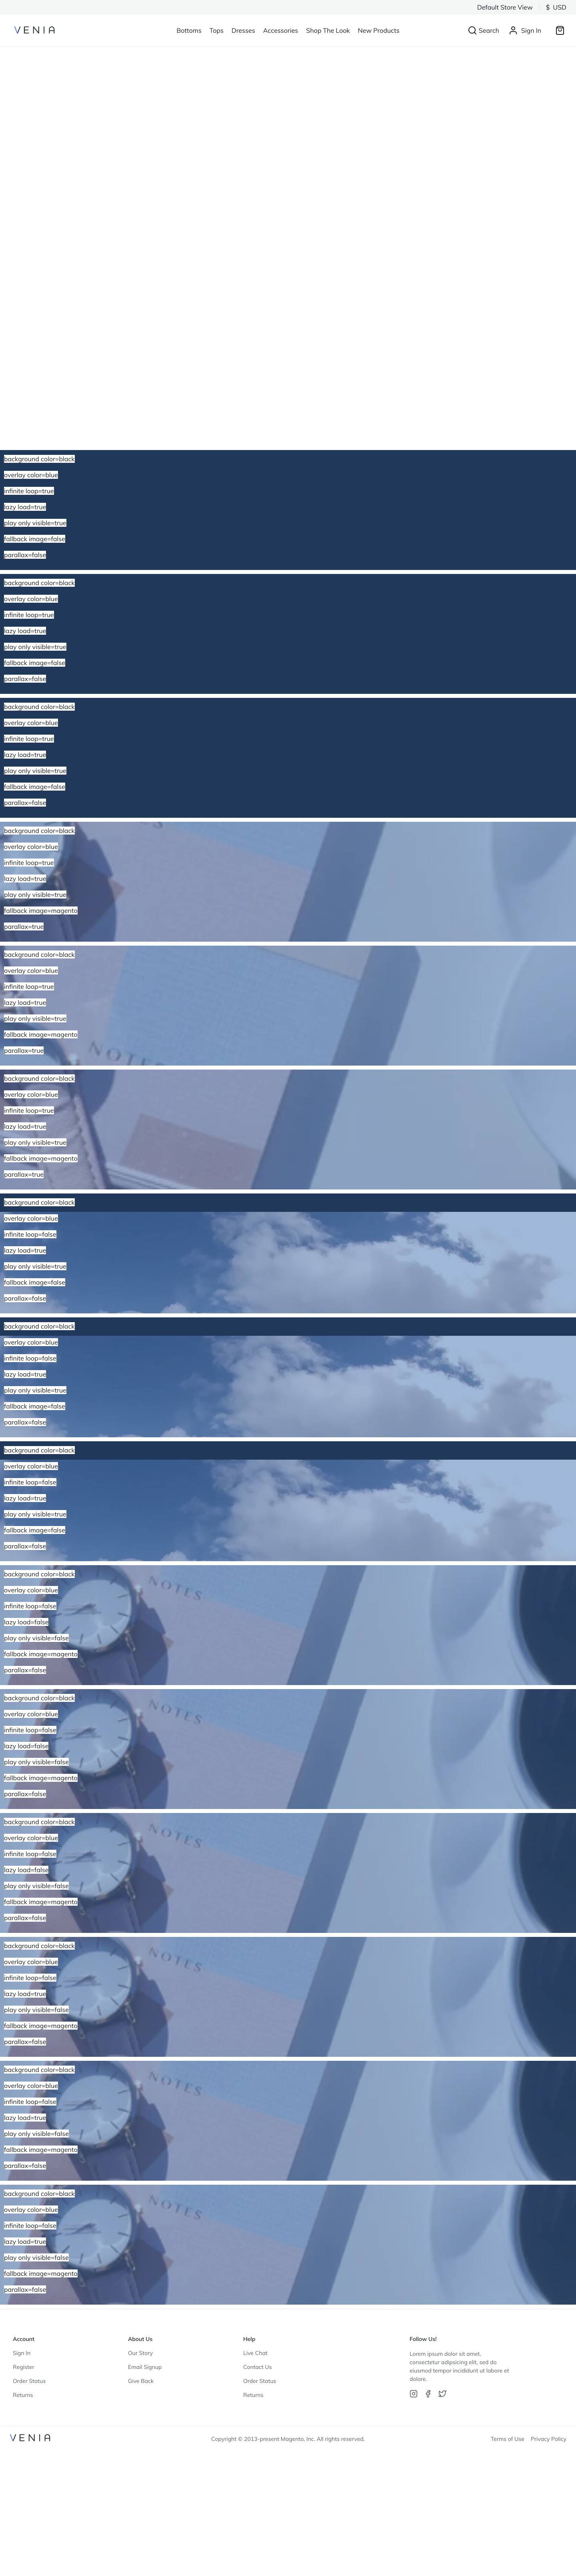 Default Store View $ USD
VENIA Bottoms Tops Dresses Accessories Shop The Look New Products Search Sign In
background color=black
overlay color=blue
infinite loop=true
lazy load=true
play only visible=true
fallback image=false
parallax=false
background color=black
overlay color=blue
infinite loop=true
lazy load=true
play only visible=true
fallback image=false
parallax=false
background color=black
overlay color=blue
infinite loop=true
lazy load=true
play only visible=true
fallback image=false
parallax=false
background color=black
overlay color=blue
infinite loop=true
lazy load=true
play only visible=true
fallback image=magento
parallax=true
background color=black
overlay color=blue
infinite loop=true
lazy load=true
play only visible=true
fallback image=magento
NOTES
parallax=true
background color=black
overlay color=blue
infinite loop=true
lazy load=true
play only visible=true
fallback image=magento
parallax=true
background color=black
overlay color=blue
infinite loop=false
lazy load=true
play only visible=true
fallback image=false
parallax=false
background color=black
overlay color=blue
infinite loop=false
lazy load=true
play only visible=true
fallback image=false
parallax=false
background color=black
overlay color=blue
infinite loop=false
lazy load=true
play only visible=true
fallback image=false
parallax=false
background color=black
NOTES
overlay color=blue
infinite loop=false
lazy load=false
play only visible=false
fallback image=magento
parallax=false
background color=black
NOTES
overlay color=blue
infinite loop=false
lazy load=false
play only visible=false
fallback image=magento
parallax=false
background color=black
NOTES
overlay color=blue
infinite loop=false
lazy load=false
play only visible=false
fallback image=magento
parallax=false
background color=black
NOTES
overlay color=blue
infinite loop=false
lazy load=true
play only visible=false
fallback image=magento
parallax=false
background color=black
NOTES
overlay color=blue
infinite loop=false
lazy load=true
play only visible=false
fallback image=magento
parallax=false
background color=black
NOTES
overlay color=blue
infinite loop=false
lazy load=true
play only visible=false
fallback image=magento
parallax=false
Account
Sign In
Register
Order Status
Returns
About Us
Our Story
Email Signup
Give Back
Help
Live Chat
Contact Us
Order Status
Returns
Follow Us!
Lorem ipsum dolor sit amet,
consectetur adipisicing elit, sed do
eiusmod tempor incididunt ut labore et
dolore.
VENIA Copyright © 2013-present Magento, Inc. All rights reserved. Terms of Use Privacy Policy